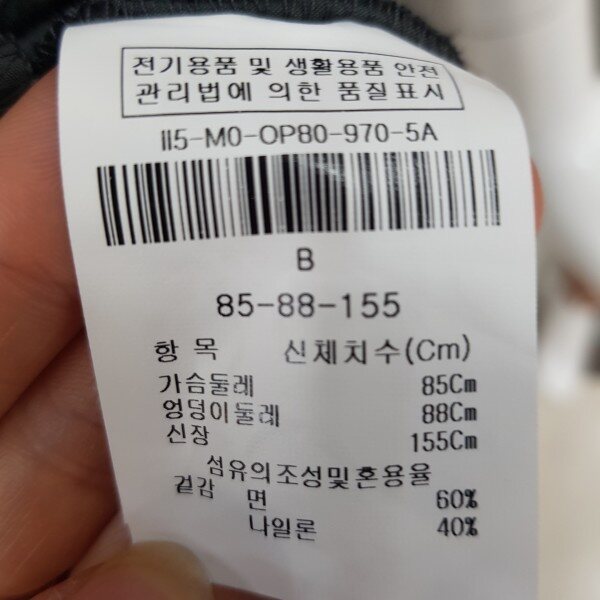 전기용품 및 생활용품 안전
관리법에 의한 품질표시
II5-M0-OP80-970-5A
B
85-88-155
항 목 신체치수(Cm)
가슴둘레 85Cm
엉덩이둘레 88Cm
신장 155Cm
섬유의조성및혼용율
겉감 면 60%
나일론 40%